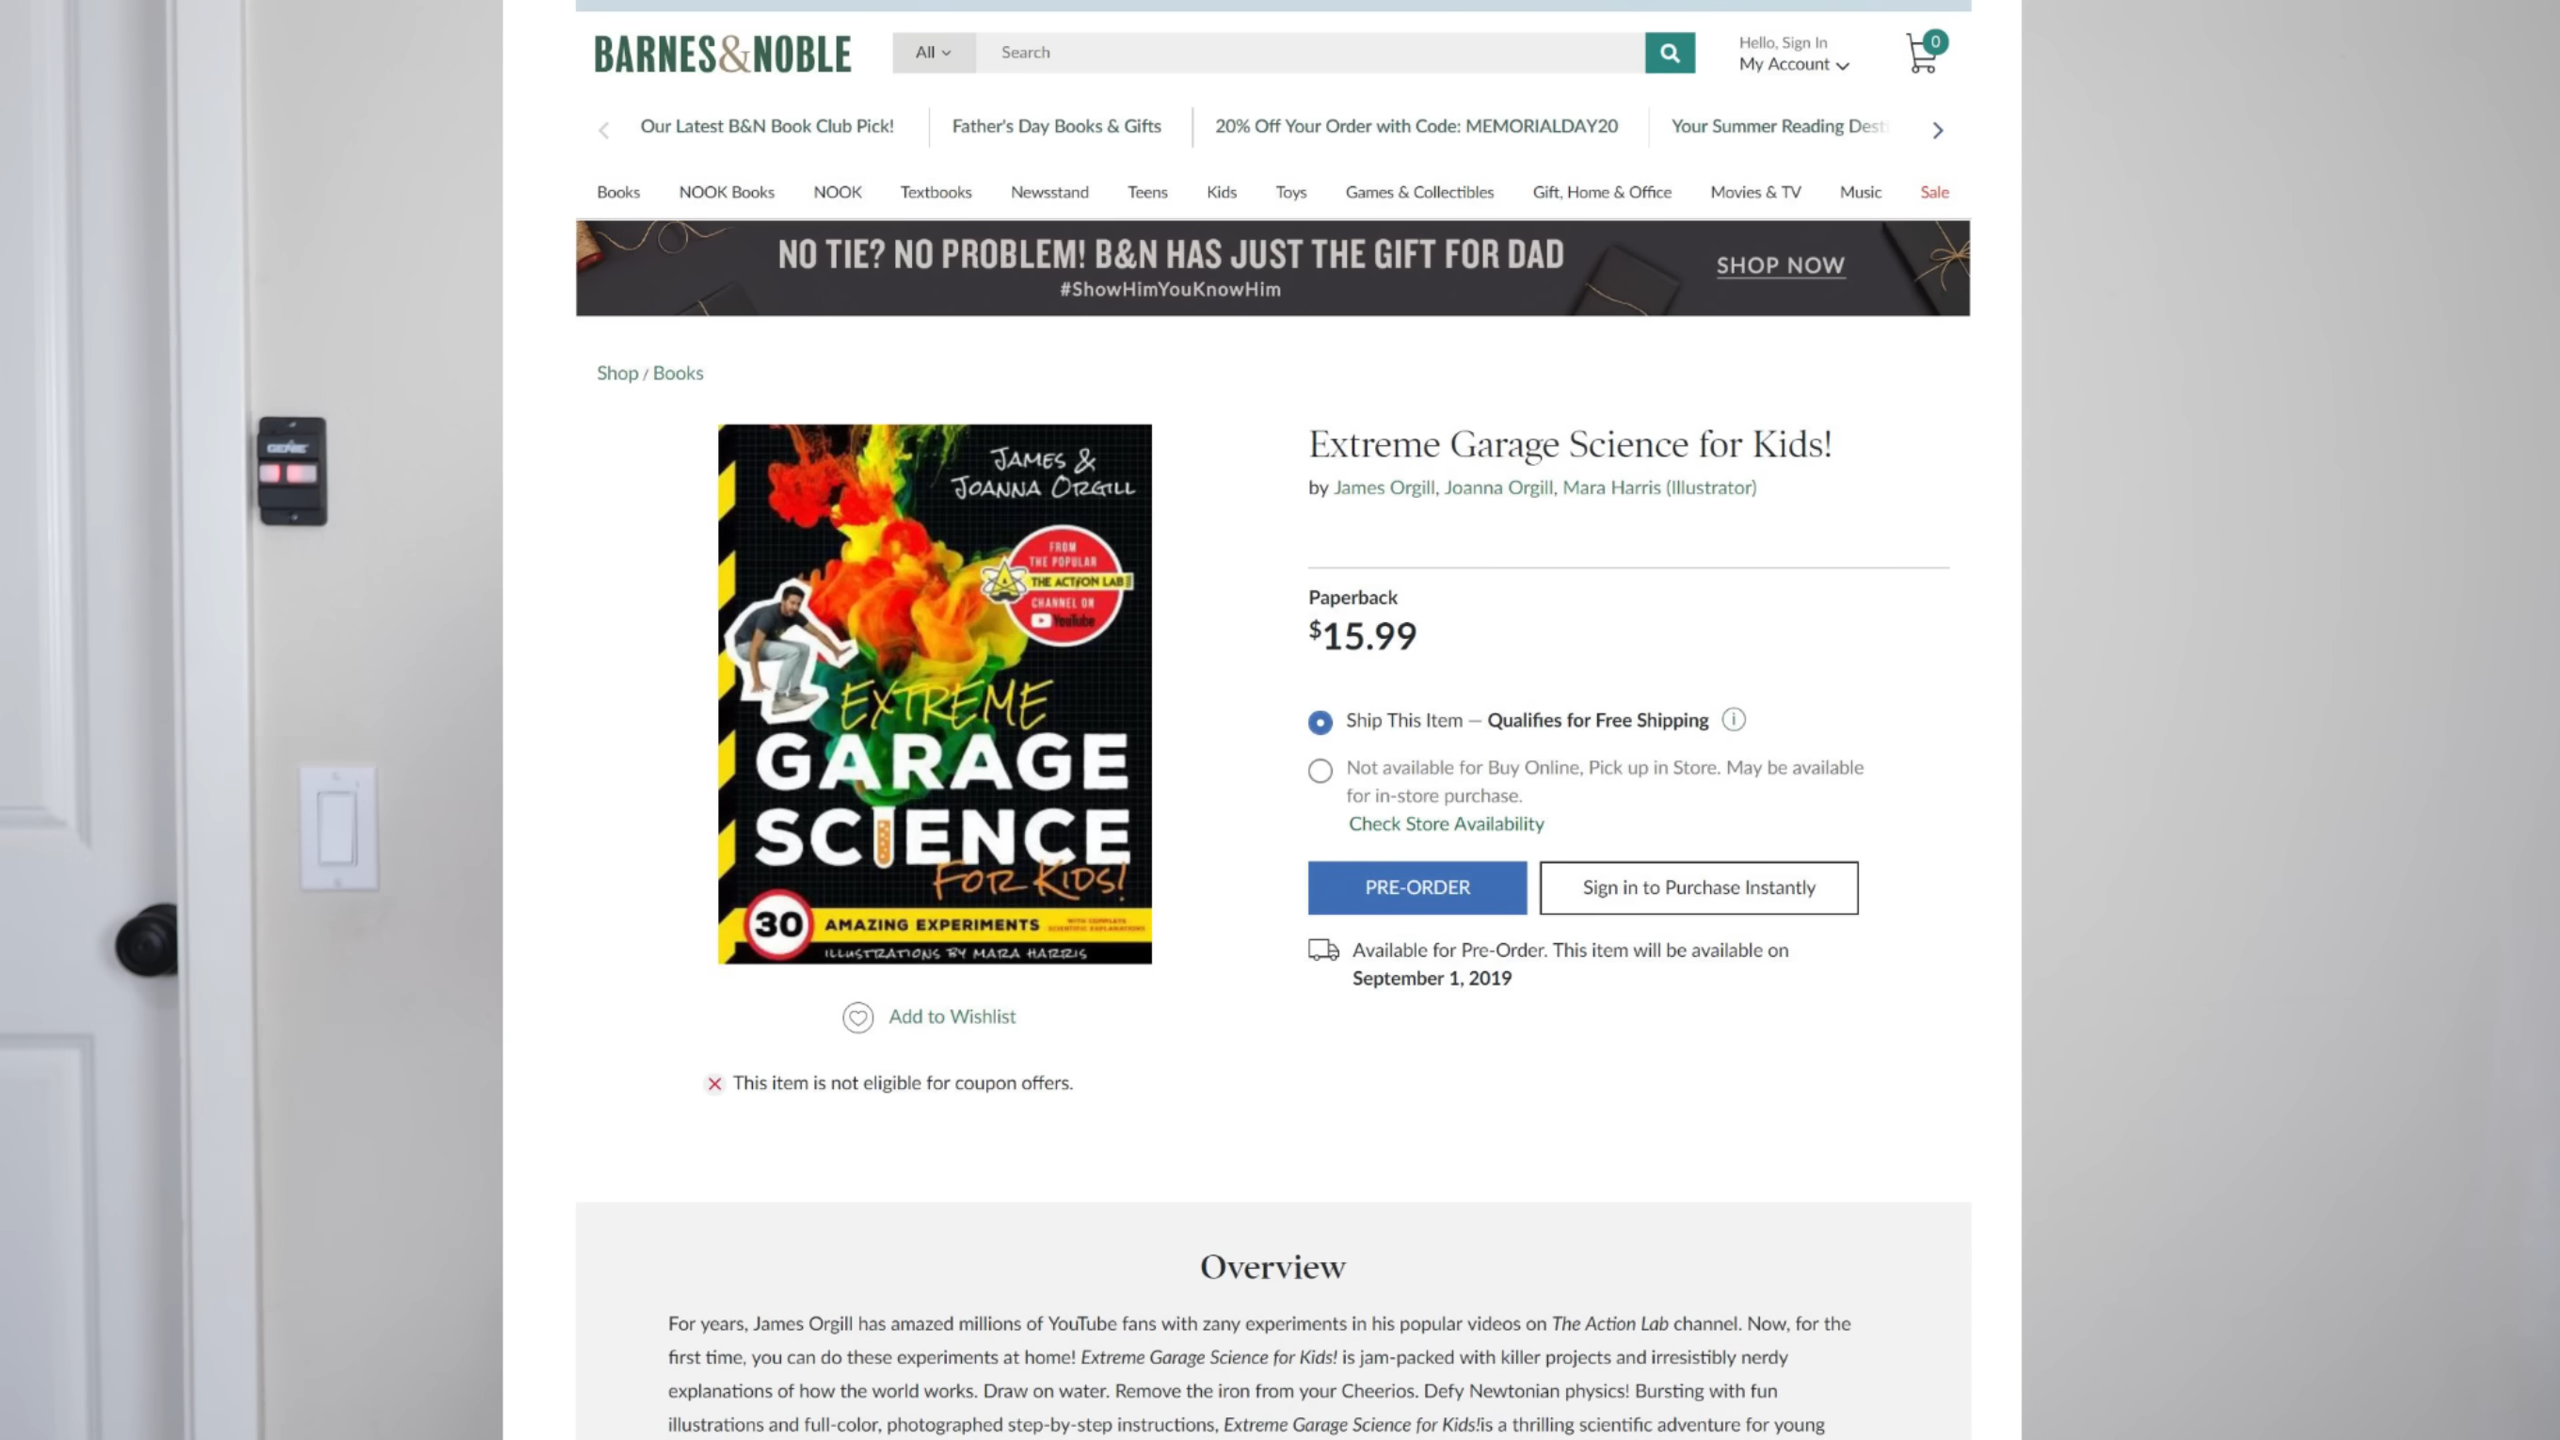 BARNES&NOBLE
All
Search
Hello, Sign In
My Account
0
Our Latest B&N Book Club Pick!
Father's Day Books & Gifts
20% Off Your Order with Code: MEMORIALDAY20
Your Summer Reading Dest
Books
NOOK Books
NOOK
Textbooks
Newsstand
Teens
Kids
Toys
Games & Collectibles
Gift, Home & Office
Movies & TV
Music
Sale
NO TIE? NO PROBLEM! B&N HAS JUST THE GIFT FOR DAD
#ShowHimYouKnowHim
SHOP NOW
Shop / Books
GENIE
JAMES &
JOANNA ORGILL
FROM
THE POPULAR
THE ACTION LAB
CHANNEL ON
YouTube
EXTREME
GARAGE
SCIENCE
FOR KIDS!
30
AMAZING EXPERIMENTS
WITH COMPLETE
SCIENTIFIC EXPLANATIONS
ILLUSTRATIONS BY MARA HARRIS
Add to Wishlist
This item is not eligible for coupon offers.
Extreme Garage Science for Kids!
by James Orgill, Joanna Orgill, Mara Harris (Illustrator)
Paperback
$15.99
Ship This Item — Qualifies for Free Shipping
Not available for Buy Online, Pick up in Store. May be available
for in-store purchase.
Check Store Availability
PRE-ORDER
Sign in to Purchase Instantly
Available for Pre-Order. This item will be available on
September 1, 2019
Overview
For years, James Orgill has amazed millions of YouTube fans with zany experiments in his popular videos on The Action Lab channel. Now, for the
first time, you can do these experiments at home! Extreme Garage Science for Kids! is jam-packed with killer projects and irresistibly nerdy
explanations of how the world works. Draw on water. Remove the iron from your Cheerios. Defy Newtonian physics! Bursting with fun
illustrations and full-color, photographed step-by-step instructions, Extreme Garage Science for Kids!is a thrilling scientific adventure for young